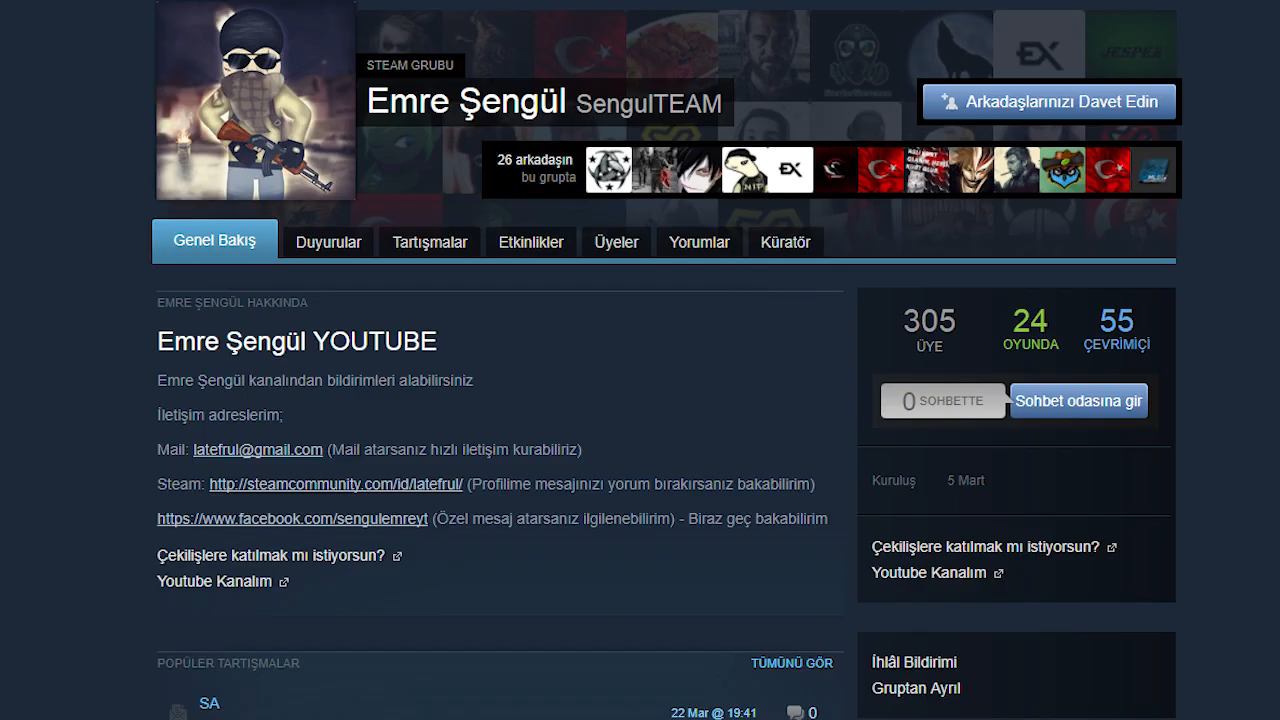 STEAM GRUBU
Emre Şengül SengulTEAM
Arkadaşlarınızı Davet Edin
26 arkadaşın
bu grupta
EX
Genel Bakış
Duyurular
Tartışmalar
Etkinlikler
Üyeler
Yorumlar
Küratör
EMRE ŞENGÜL HAKKINDA
Emre Şengül YOUTUBE
Emre Şengül kanalından bildirimleri alabilirsiniz
İletişim adreslerim;
Mail: latefrul@gmail.com (Mail atarsanız hızlı iletişim kurabiliriz)
Steam: http://steamcommunity.com/id/latefrul/ (Profilime mesajınızı yorum bırakırsanız bakabilirim)
https://www.facebook.com/sengulemreyt (Özel mesaj atarsanız ilgilenebilirim) - Biraz geç bakabilirim
Çekilişlere katılmak mı istiyorsun?
Youtube Kanalım
305 24 55
ÜYE OYUNDA ÇEVRİMİÇİ
0 SOHBETTE Sohbet odasına gir
Kuruluş 5 Mart
Çekilişlere katılmak mı istiyorsun?
Youtube Kanalım
POPÜLER TARTIŞMALAR TÜMÜNÜ GÖR
SA
22 Mar @ 19:41 0
İhlâl Bildirimi
Gruptan Ayrıl